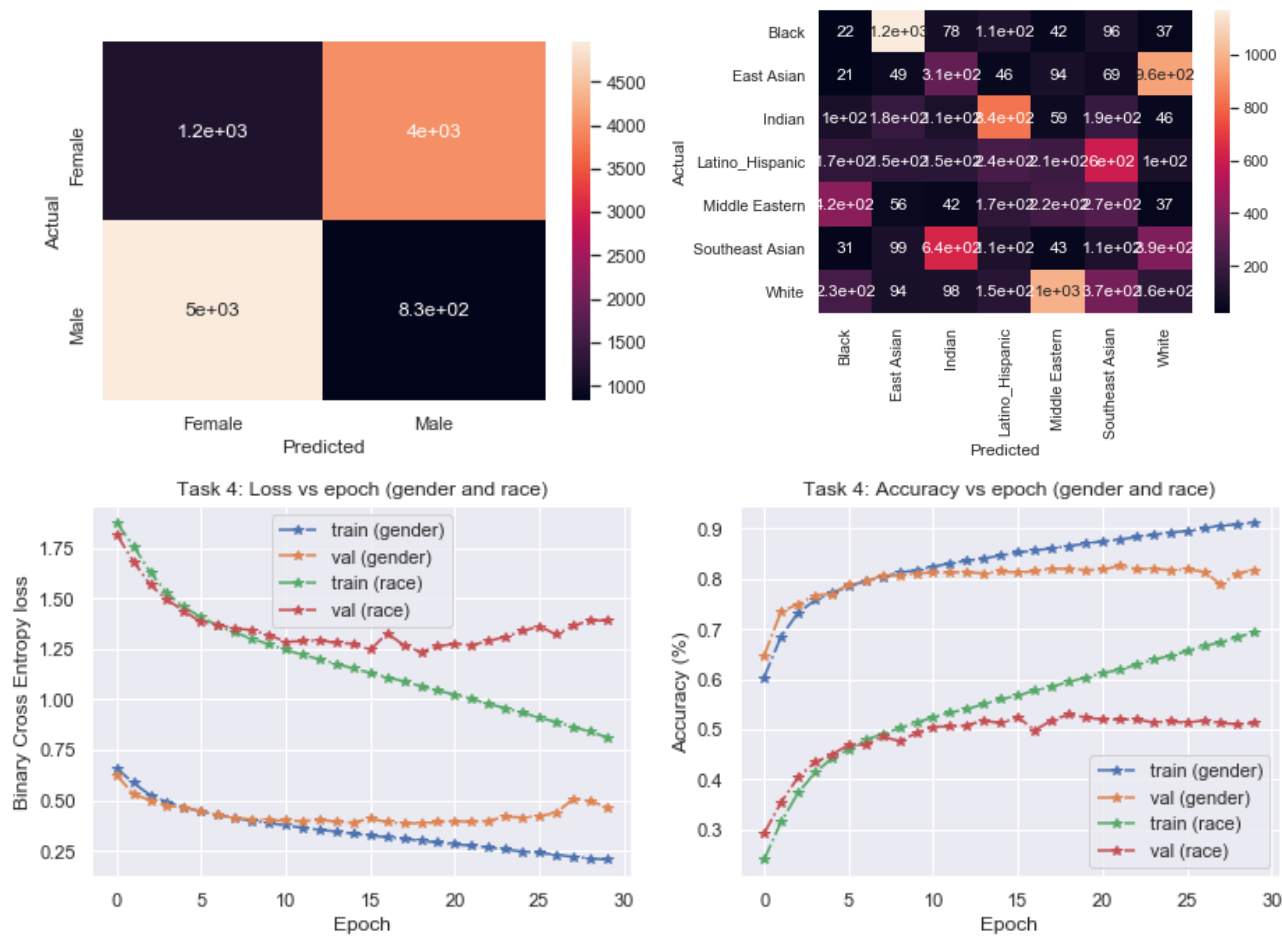 Actual
Female
Male
1.2e+03 4e+03
5e+03 8.3e+02
Female Male
Predicted
4500
4000
3500
3000
2500
2000
1500
1000
Actual
Black 22 1.2e+03 78 1.1e+02 42 96 37
East Asian 21 49 3.1e+02 46 94 69 9.6e+02
Indian 1e+02 1.8e+02 1.1e+02 8.4e+02 59 1.9e+02 46
Latino_Hispanic 1.7e+02 1.5e+02 1.5e+02 2.4e+02 2.1e+02 6e+02 1e+02
Middle Eastern 4.2e+02 56 42 1.7e+02 2.2e+02 2.7e+02 37
Southeast Asian 31 99 6.4e+02 1.1e+02 43 1.1e+02 3.9e+02
White 2.3e+02 94 98 1.5e+02 1e+03 3.7e+02 1.6e+02
Black East Asian Indian Latino_Hispanic Middle Eastern Southeast Asian White
Predicted
1000
800
600
400
200
Task 4: Loss vs epoch (gender and race)
Binary Cross Entropy loss
1.75
1.50
1.25
1.00
0.75
0.50
0.25
train (gender)
val (gender)
train (race)
val (race)
0 5 10 15 20 25 30
Epoch
Task 4: Accuracy vs epoch (gender and race)
Accuracy (%)
0.9
0.8
0.7
0.6
0.5
0.4
0.3
train (gender)
val (gender)
train (race)
val (race)
0 5 10 15 20 25 30
Epoch